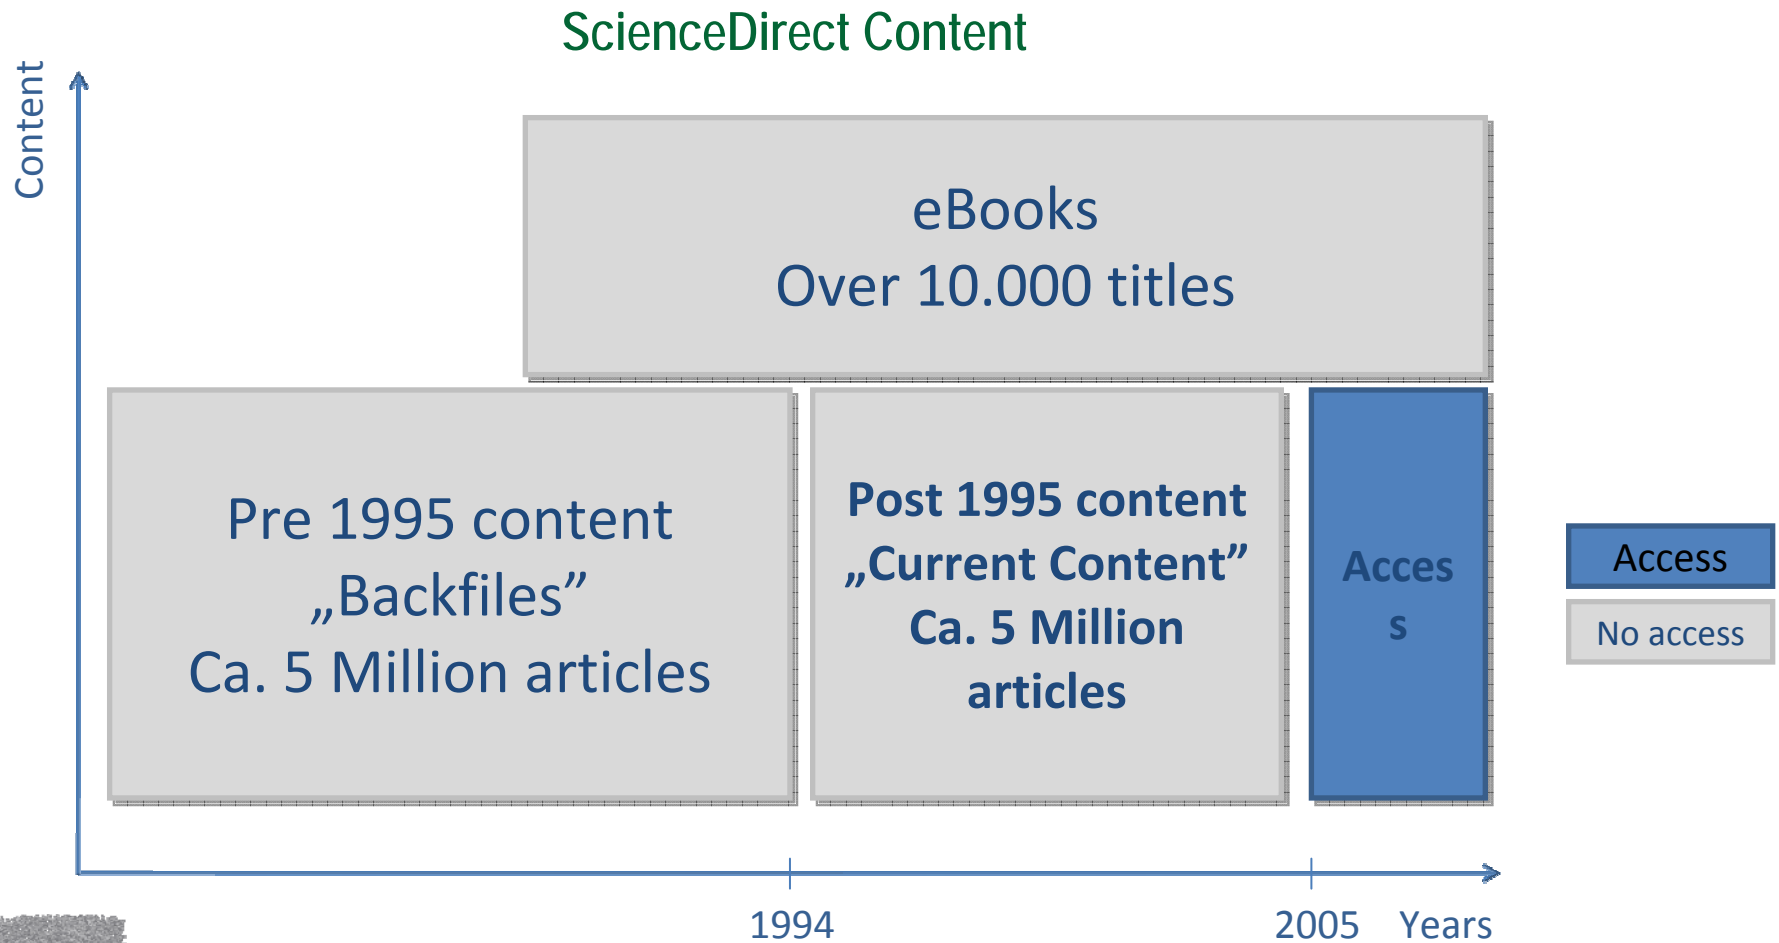 ScienceDirect Content
Content
eBooks
Over 10.000 titles
Pre 1995 content
„Backfiles”
Ca. 5 Million articles
Post 1995 content
„Current Content”
Ca. 5 Million
articles
Acces
s
Access
No access
1994
2005
Years